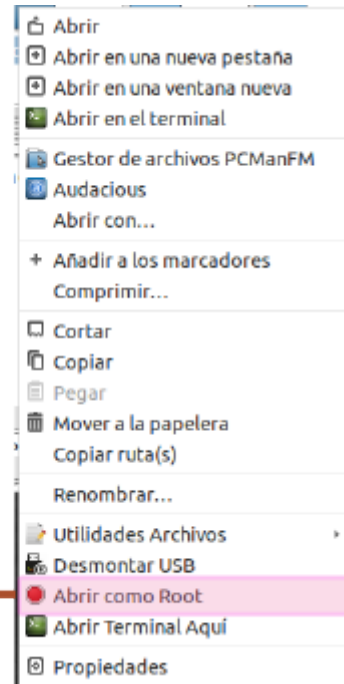 Abrir
Abrir en una nueva pestaña
Abrir en una ventana nueva
Abrir en el terminal
Gestor de archivos PCManFM
Audacious
Abrir con...
Añadir a los marcadores
Comprimir...
Cortar
Copiar
Pegar
Mover a la papelera
Copiar ruta(s)
Renombrar...
Utilidades Archivos
Desmontar USB
Abrir como Root
Abrir Terminal Aquí
Propiedades